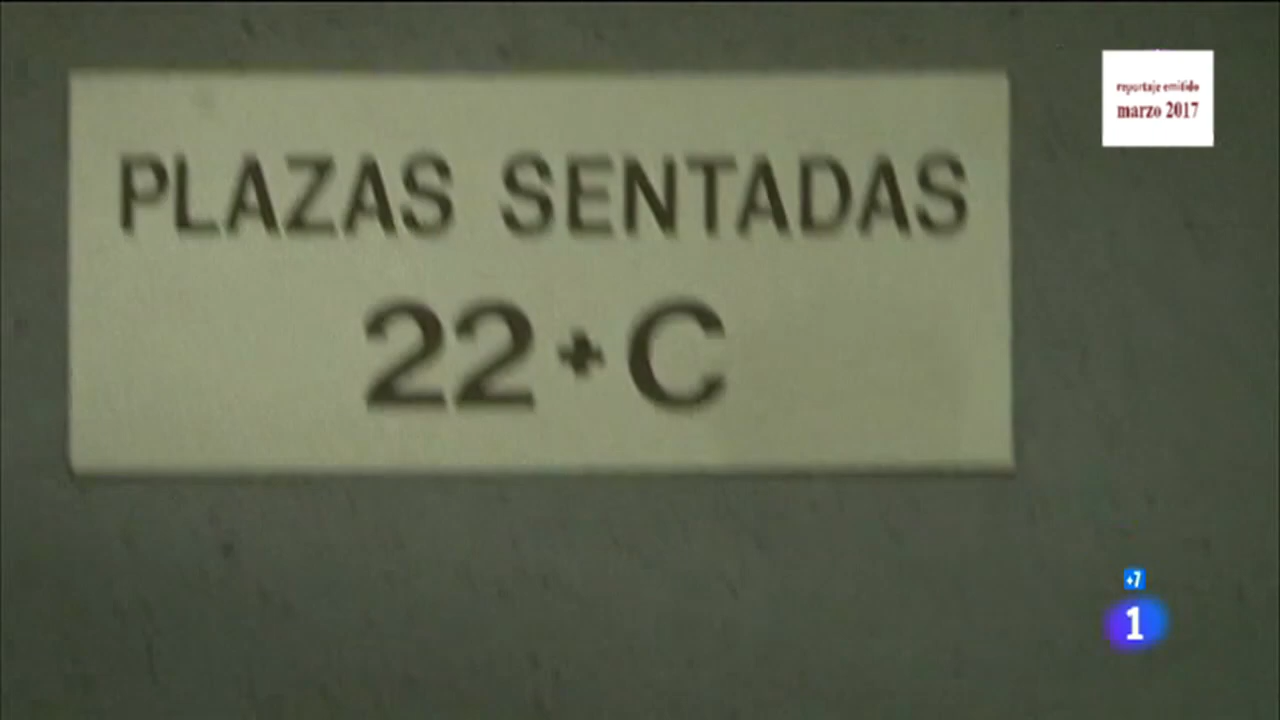 PLAZAS SENTADAS
22+C
reportaje emitido
marzo 2017
+7
1